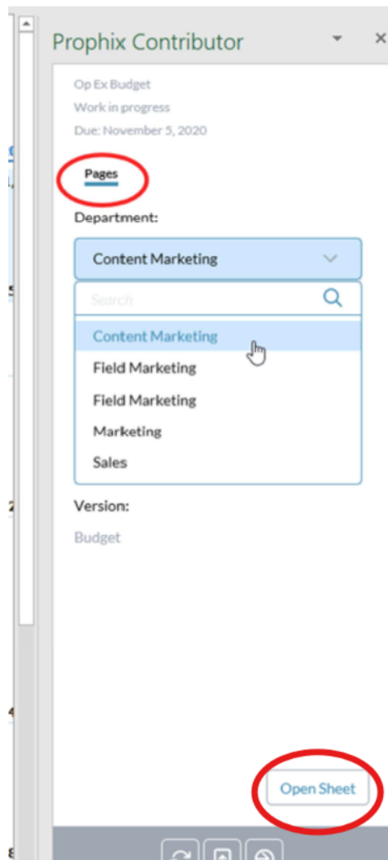 Prophix Contributor
Op Ex Budget
Work in progress
Due: November 5, 2020
Pages
Department:
Content Marketing
Search
Content Marketing
Field Marketing
Field Marketing
Marketing
Sales
Version:
Budget
Open Sheet